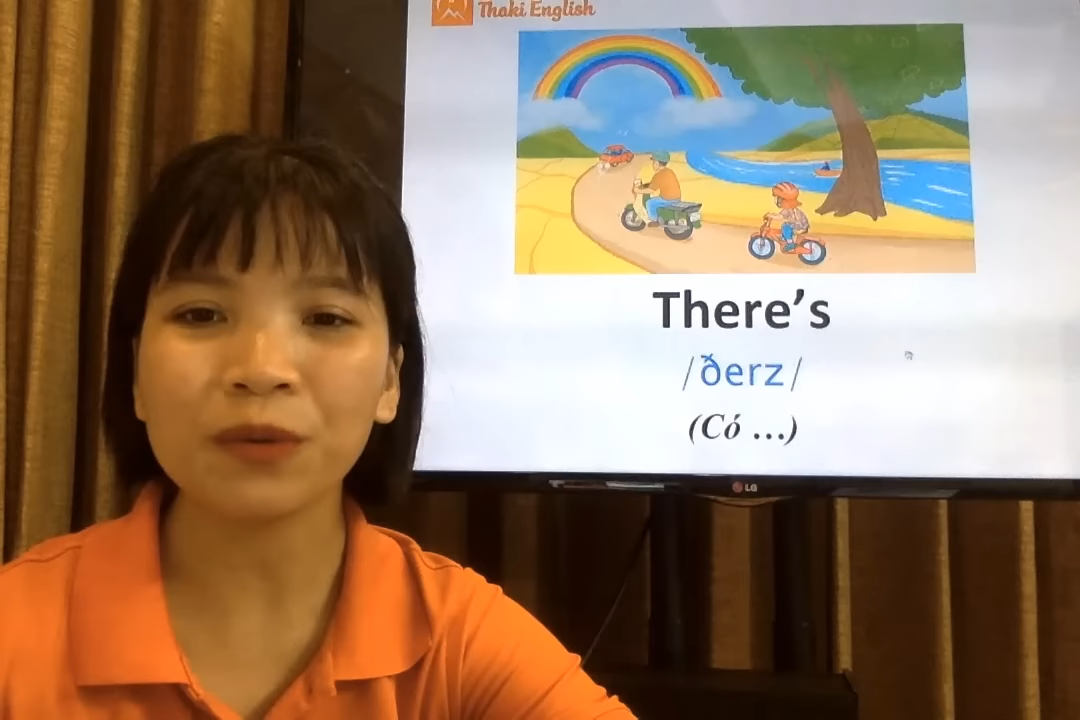 Thaki English
There’s
/ðerz/
(Có ...)
LG